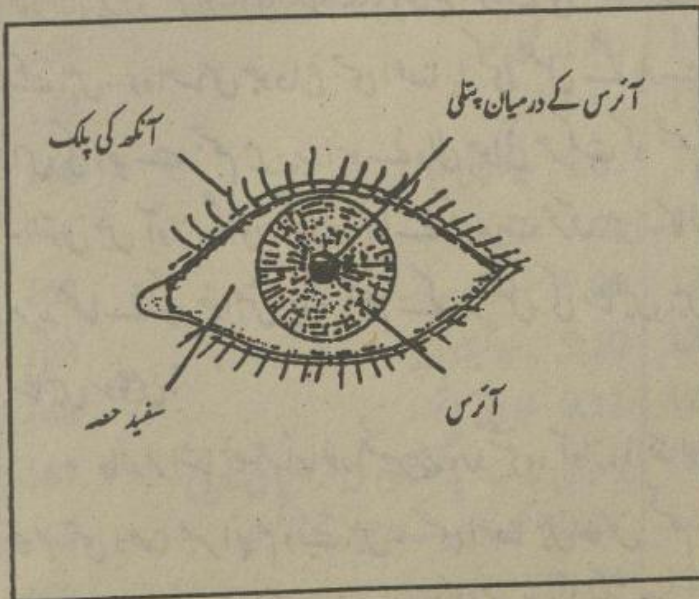 آئرس کے درمیان پتلی
آنکھ کی پلک
آئرس
سفید حصہ